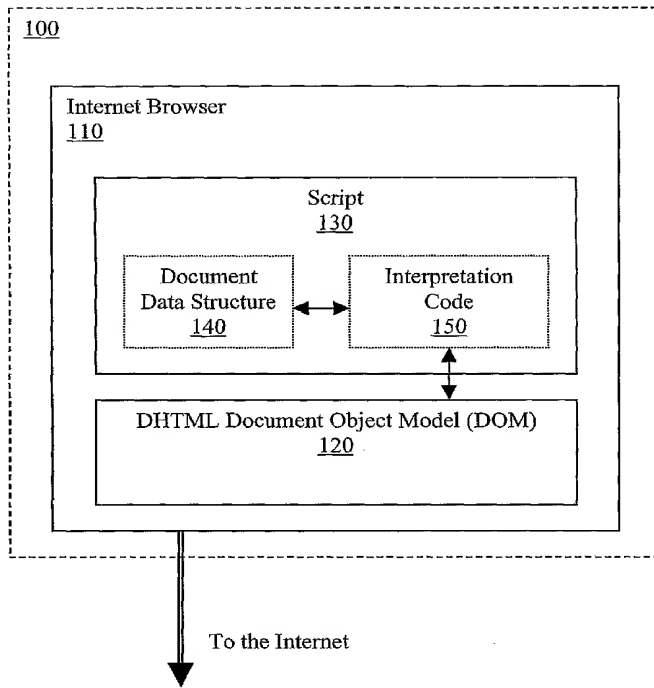 100
Internet Browser
110
Script
130
Document
Data Structure
140
Interpretation
Code
150
DHTML Document Object Model (DOM)
120
To the Internet